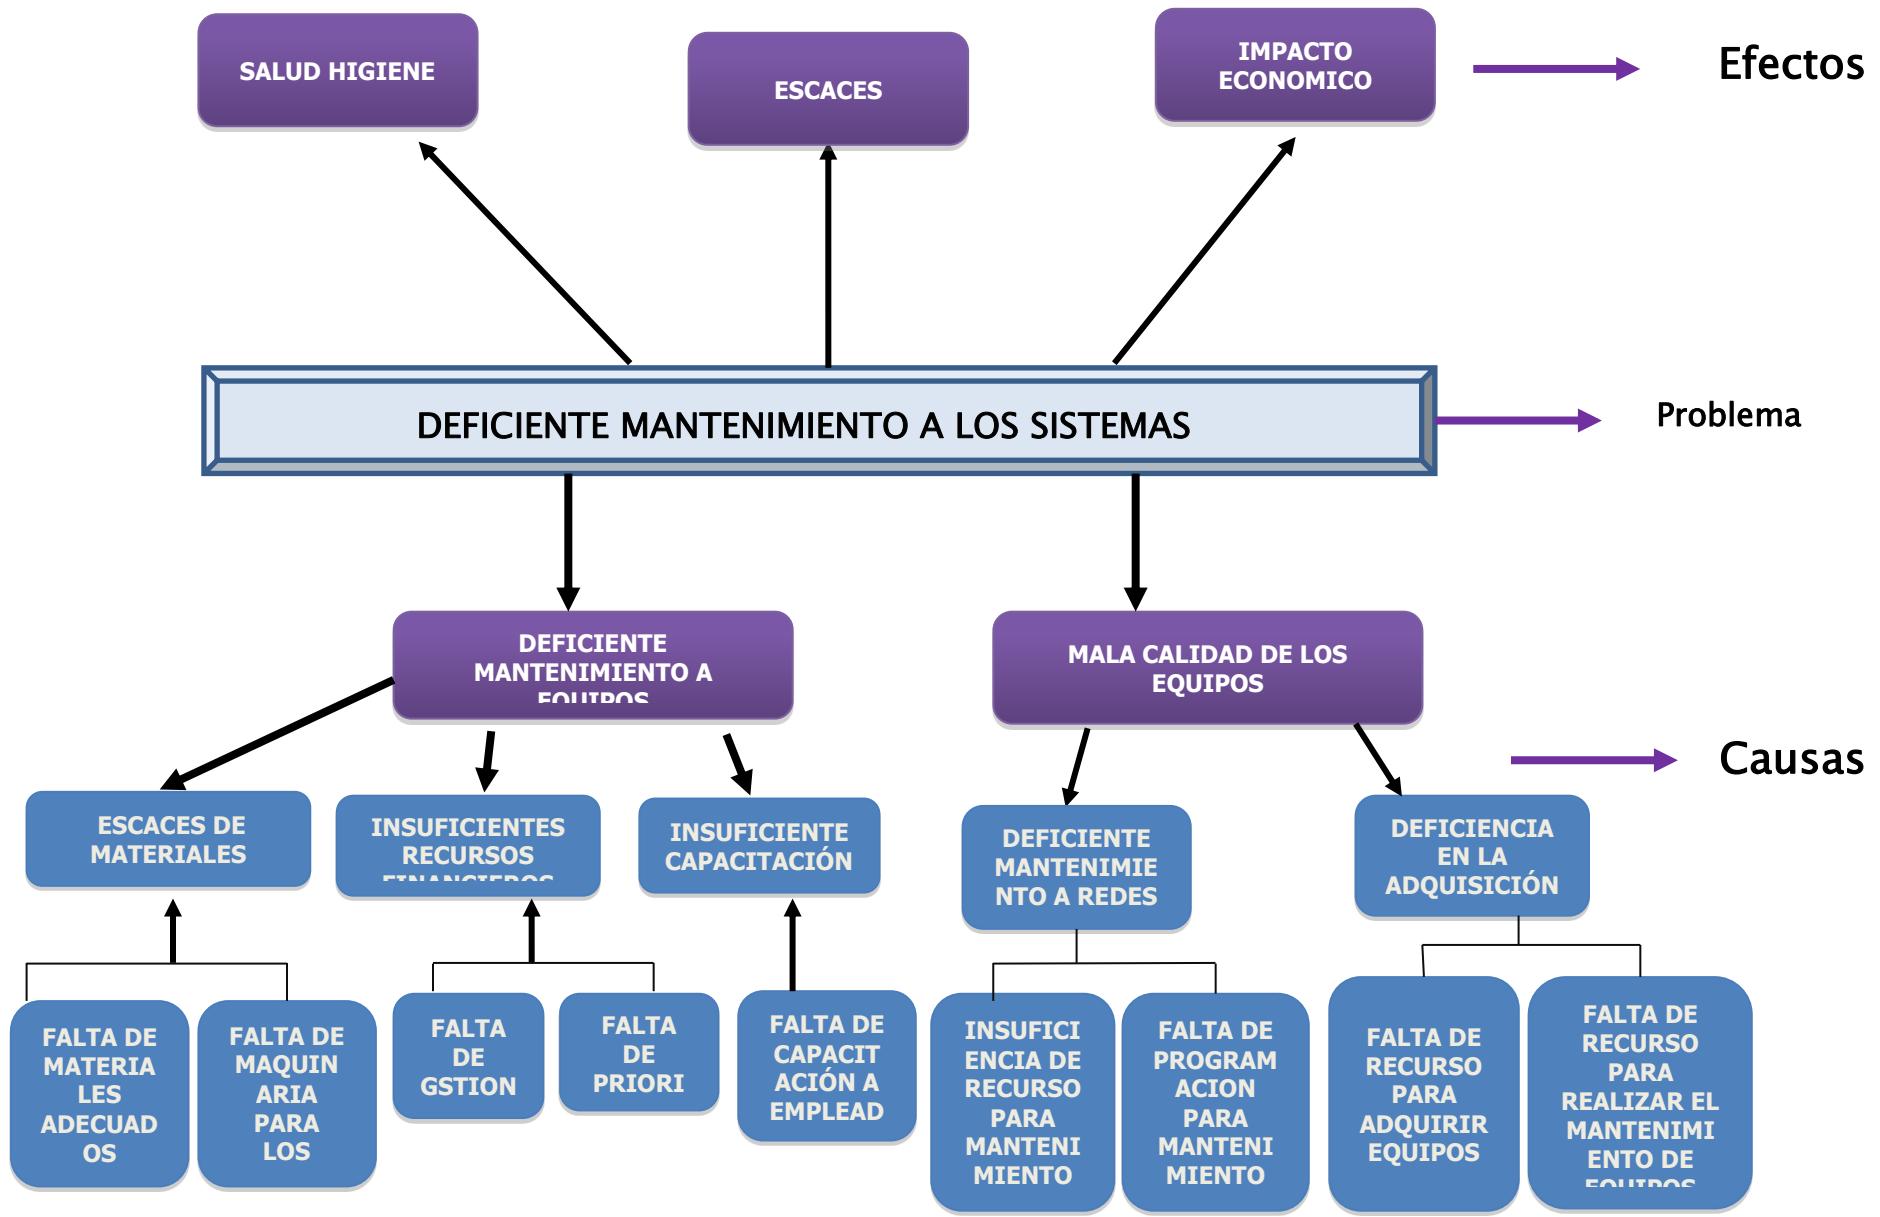 SALUD HIGIENE
ESCACES
IMPACTO
ECONOMICO
Efectos
DEFICIENTE MANTENIMIENTO A LOS SISTEMAS
Problema
DEFICIENTE
MANTENIMIENTO A
EQUIPOS
MALA CALIDAD DE LOS
EQUIPOS
Causas
ESCACES DE
MATERIALES
INSUFICIENTES
RECURSOS
FINANCIEROS
INSUFICIENTE
CAPACITACIÓN
DEFICIENTE
MANTENIMIE
NTO A REDES
DEFICIENCIA
EN LA
ADQUISICIÓN
FALTA DE
MATERIA
LES
ADECUAD
OS
FALTA DE
MAQUIN
ARIA
PARA
LOS
FALTA
DE
GSTION
FALTA
DE
PRIORI
FALTA DE
CAPACIT
ACIÓN A
EMPLEAD
INSUFICI
ENCIA DE
RECURSO
PARA
MANTENI
MIENTO
FALTA DE
PROGRAM
ACION
PARA
MANTENI
MIENTO
FALTA DE
RECURSO
PARA
ADQUIRIR
EQUIPOS
FALTA DE
RECURSO
PARA
REALIZAR EL
MANTENIMI
ENTO DE
EQUIPOS